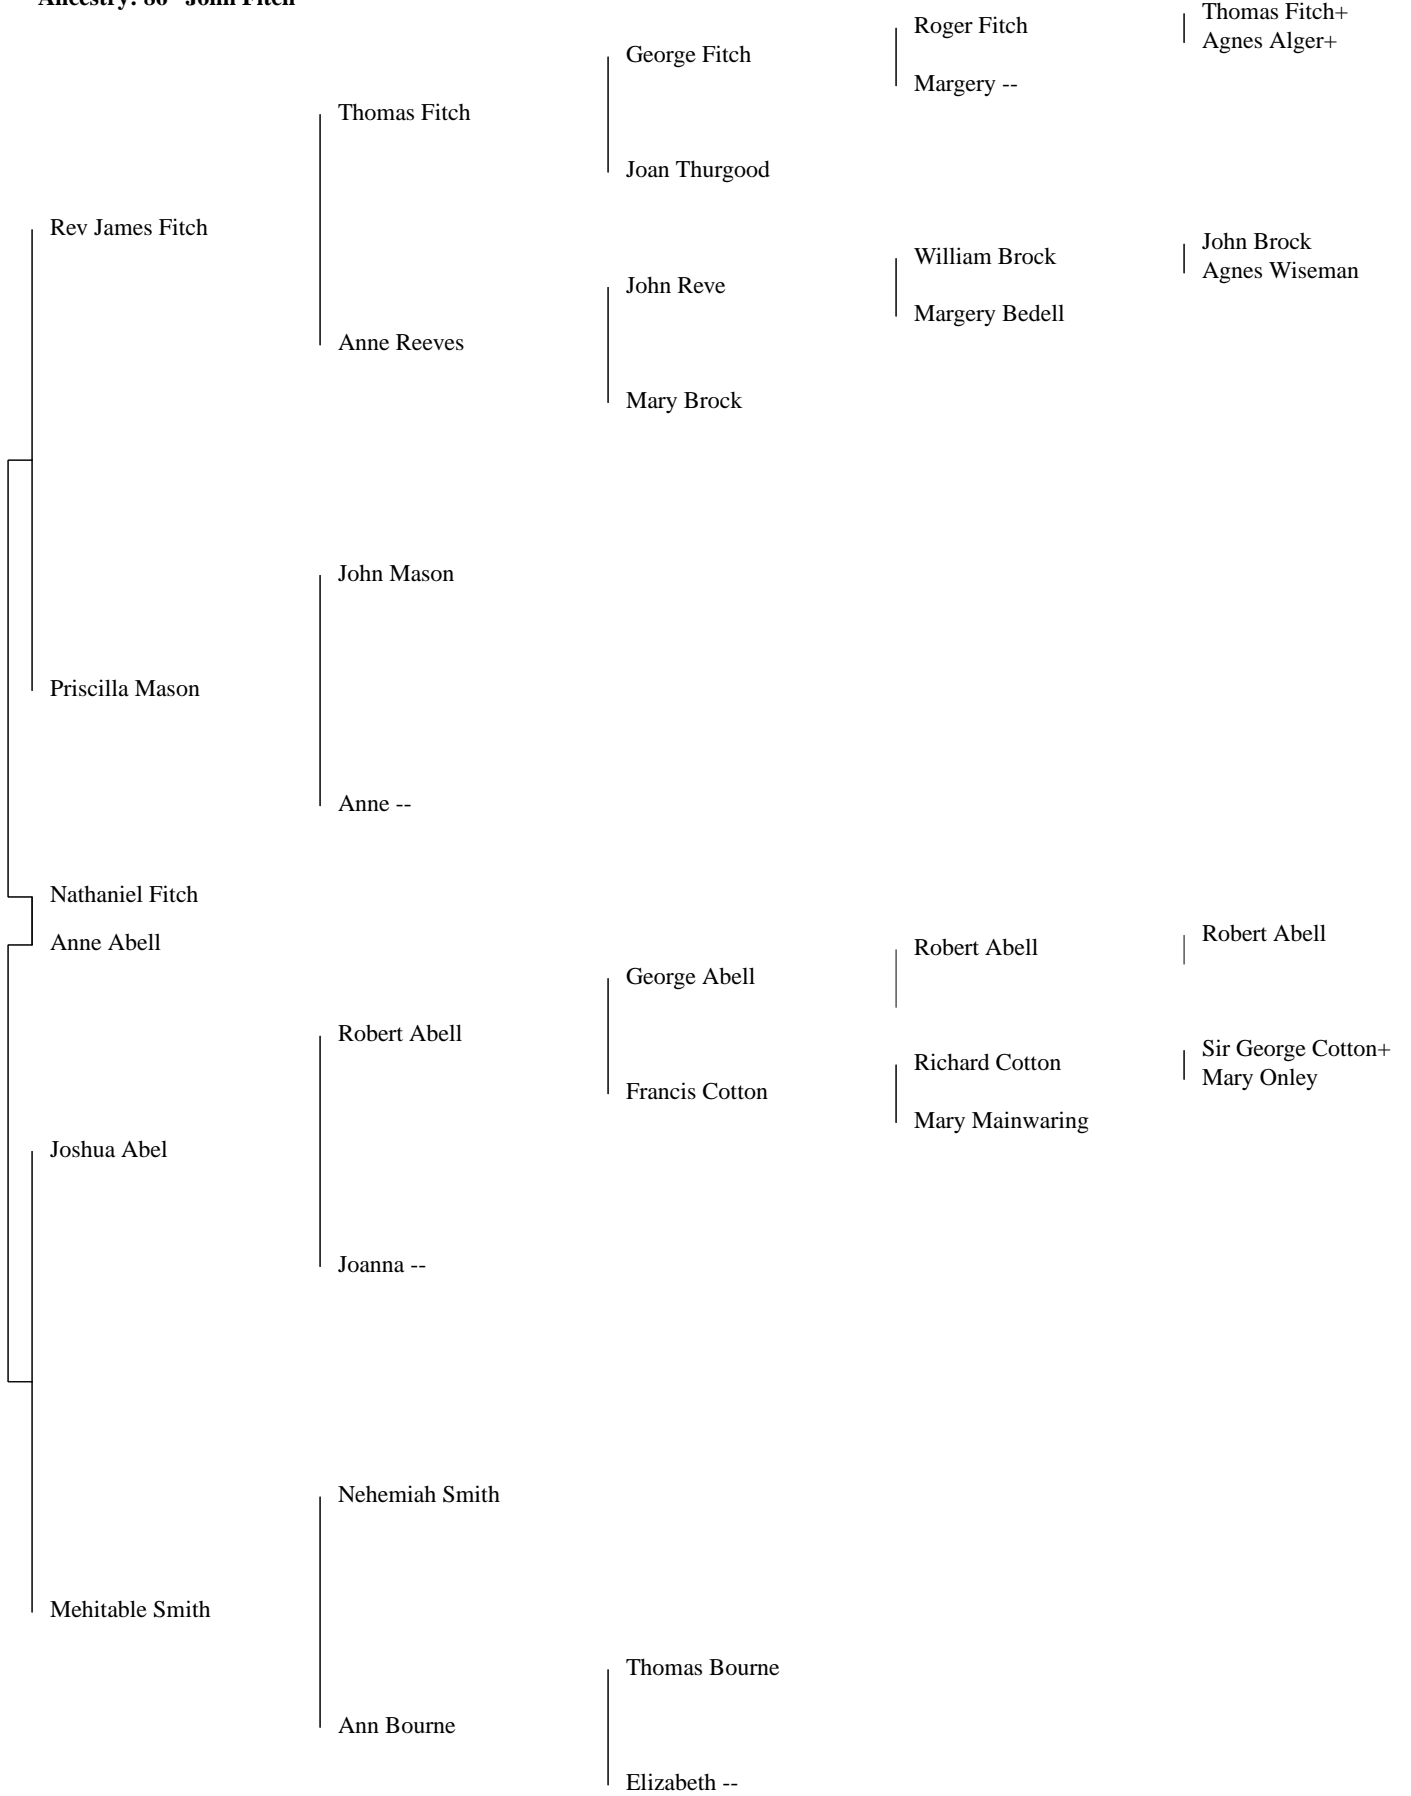 Ancestry: 86 John Fitch
Thomas Fitch+
Roger Fitch
Agnes Alger+
George Fitch
Margery --
Thomas Fitch
Joan Thurgood
Rev James Fitch
John Brock
William Brock
Agnes Wiseman
John Reve
Margery Bedell
Anne Reeves
Mary Brock
John Mason
Priscilla Mason
Anne --
Nathaniel Fitch
Robert Abell
Anne Abell
Robert Abell
George Abell
Robert Abell
Sir George Cotton+
Richard Cotton
Mary Onley
Francis Cotton
Mary Mainwaring
Joshua Abel
Joanna --
Nehemiah Smith
Mehitable Smith
Thomas Bourne
Ann Bourne
Elizabeth --